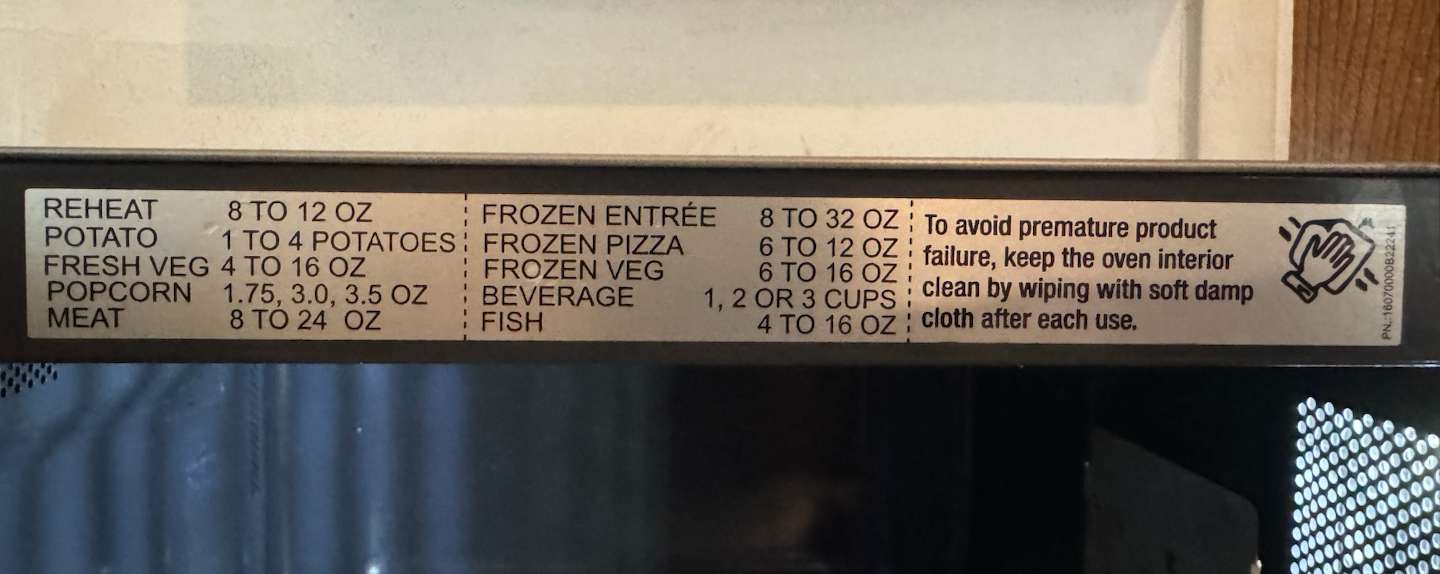 REHEAT 8 TO 12 OZ
POTATO 1 TO 4 POTATOES
FRESH VEG 4 TO 16 OZ
POPCORN 1.75, 3.0, 3.5 OZ
MEAT 8 TO 24 OZ
FROZEN ENTRÉE 8 TO 32 OZ
FROZEN PIZZA 6 TO 12 OZ
FROZEN VEG 6 TO 16 OZ
BEVERAGE 1, 2 OR 3 CUPS
FISH 4 TO 16 OZ
To avoid premature product
failure, keep the oven interior
clean by wiping with soft damp
cloth after each use.
PN.:16070000B22241